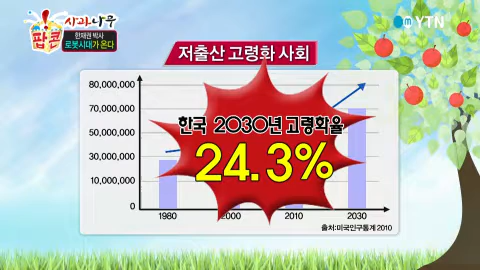 사과나무
팝콘
한재권 박사
로봇시대가 온다
YTN
저출산 고령화 사회
80,000,000
70,000,000
50,000,000
30,000,000
10,000,000
0
1980
2000
2010
2030
한국 2030년 고령화율
24.3%
출처:미국인구통계 2010